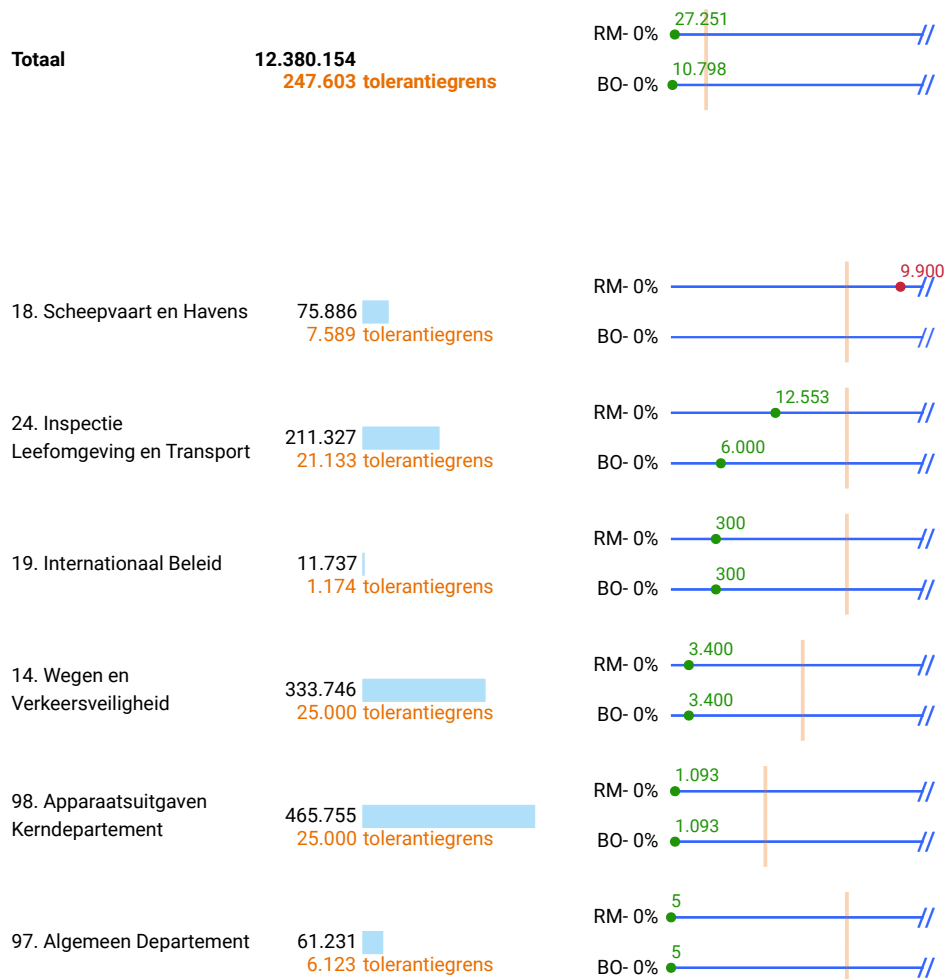 27.251
RM- 0%
Totaal 12.380.154
247.603 tolerantiegrens
10.798
BO- 0%
9.900
RM- 0%
18. Scheepvaart en Havens 75.886
7.589 tolerantiegrens
BO- 0%
12.553
RM- 0%
24. Inspectie
Leefomgeving en Transport 211.327
21.133 tolerantiegrens
6.000
BO- 0%
300
RM- 0%
19. Internationaal Beleid 11.737
1.174 tolerantiegrens
300
BO- 0%
3.400
RM- 0%
14. Wegen en
Verkeersveiligheid 333.746
25.000 tolerantiegrens
3.400
BO- 0%
1.093
RM- 0%
98. Apparaatsuitgaven
Kerndepartement 465.755
25.000 tolerantiegrens
1.093
BO- 0%
5
RM- 0%
97. Algemeen Departement 61.231
6.123 tolerantiegrens
5
BO- 0%